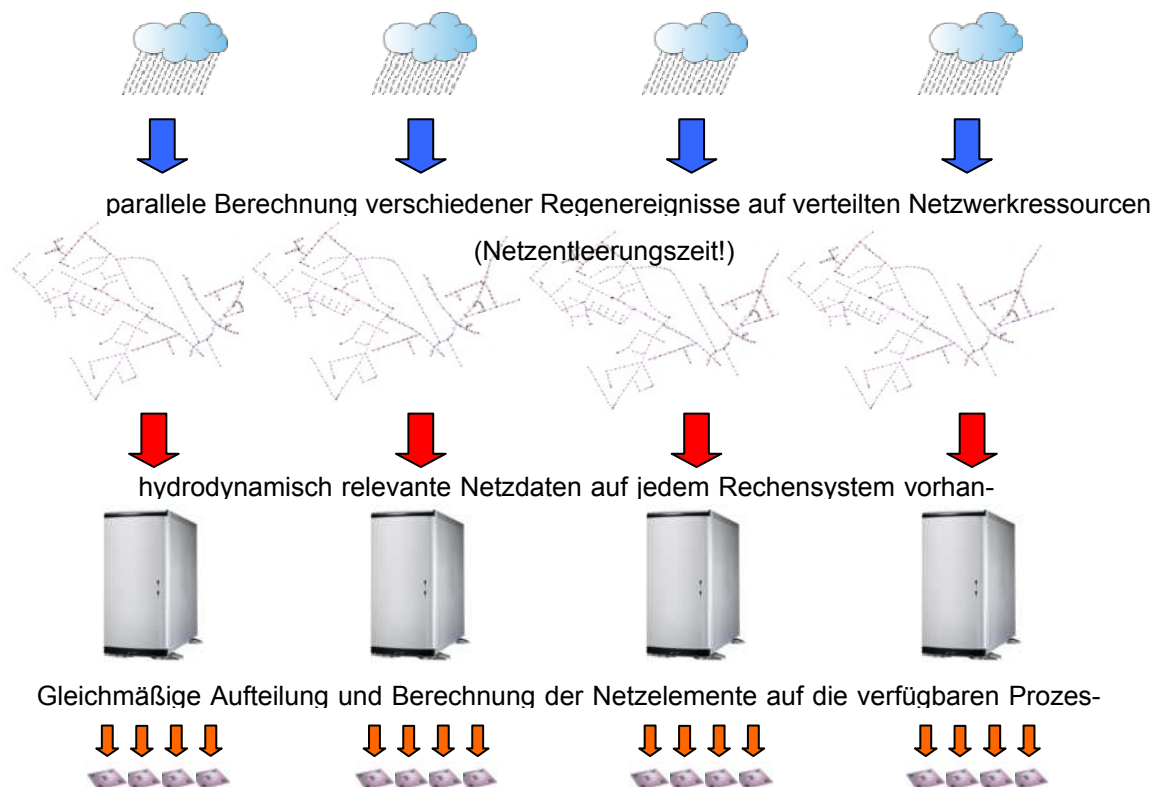 parallele Berechnung verschiedener Regenereignisse auf verteilten Netzwerkressourcen
(Netzentleerungszeit!)
hydrodynamisch relevante Netzdaten auf jedem Rechensystem vorhan-
Gleichmäßige Aufteilung und Berechnung der Netzelemente auf die verfügbaren Prozes-